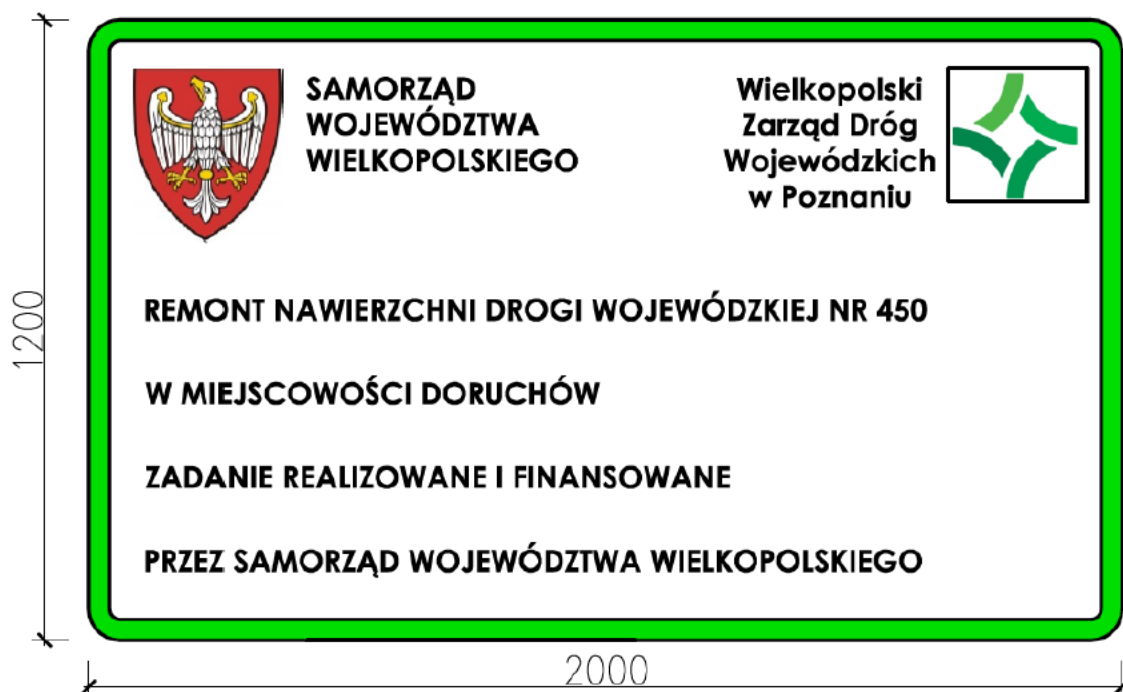 SAMORZĄD
WOJEWÓDZTWA
WIELKOPOLSKIEGO
Wielkopolski
Zarząd Dróg
Wojewódzkich
w Poznaniu
REMONT NAWIERZCHNI DROGI WOJEWÓDZKIEJ NR 450
W MIEJSCOWOŚCI DORUCHÓW
ZADANIE REALIZOWANE I FINANSOWANE
PRZEZ SAMORZĄD WOJEWÓDZTWA WIELKOPOLSKIEGO
1200
2000